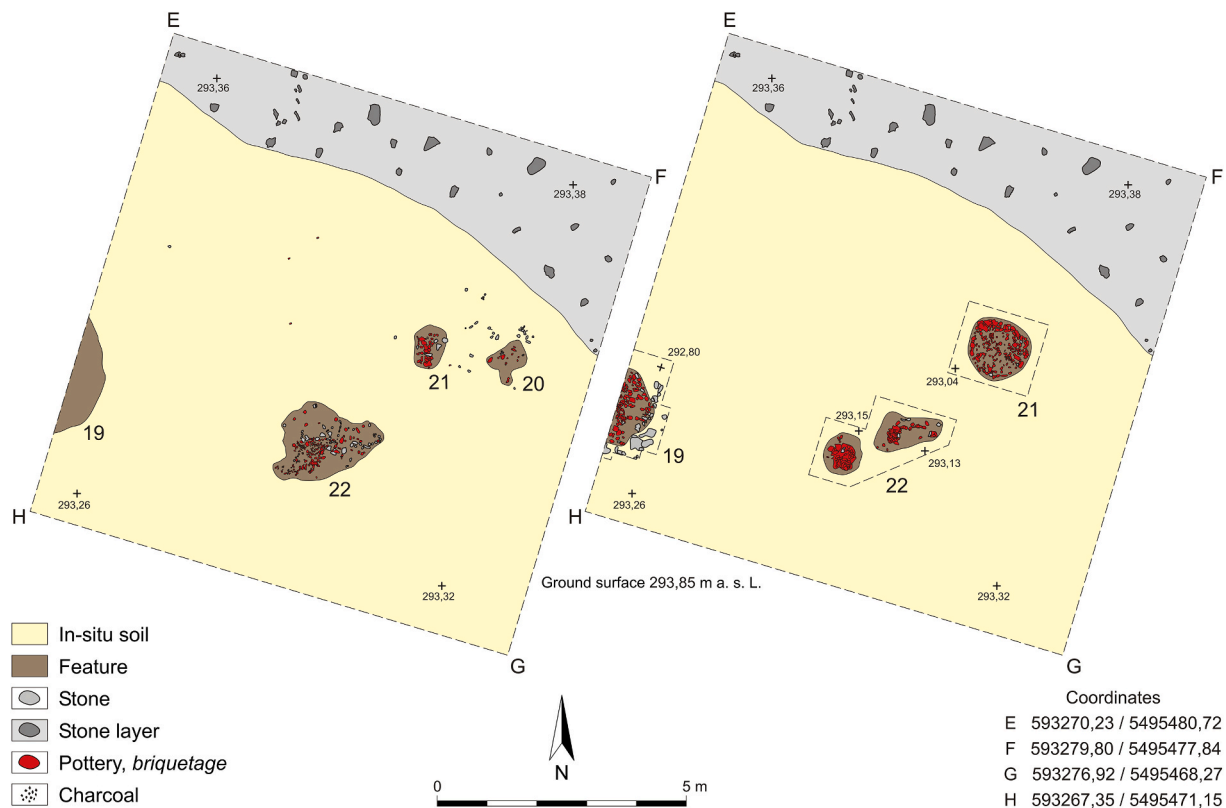 E
293,36
F
293,38
21
20
19
22
H
293,26
293,32
G
E
293,36
F
293,38
292,80
293,04
21
293,15
19
293,13
22
H
293,26
293,32
G
Ground surface 293,85 m a. s. L.
In-situ soil
Feature
Stone
Stone layer
Pottery, briquetage
Charcoal
N
0 5 m
Coordinates
E 593270,23 / 5495480,72
F 593279,80 / 5495477,84
G 593276,92 / 5495468,27
H 593267,35 / 5495471,15